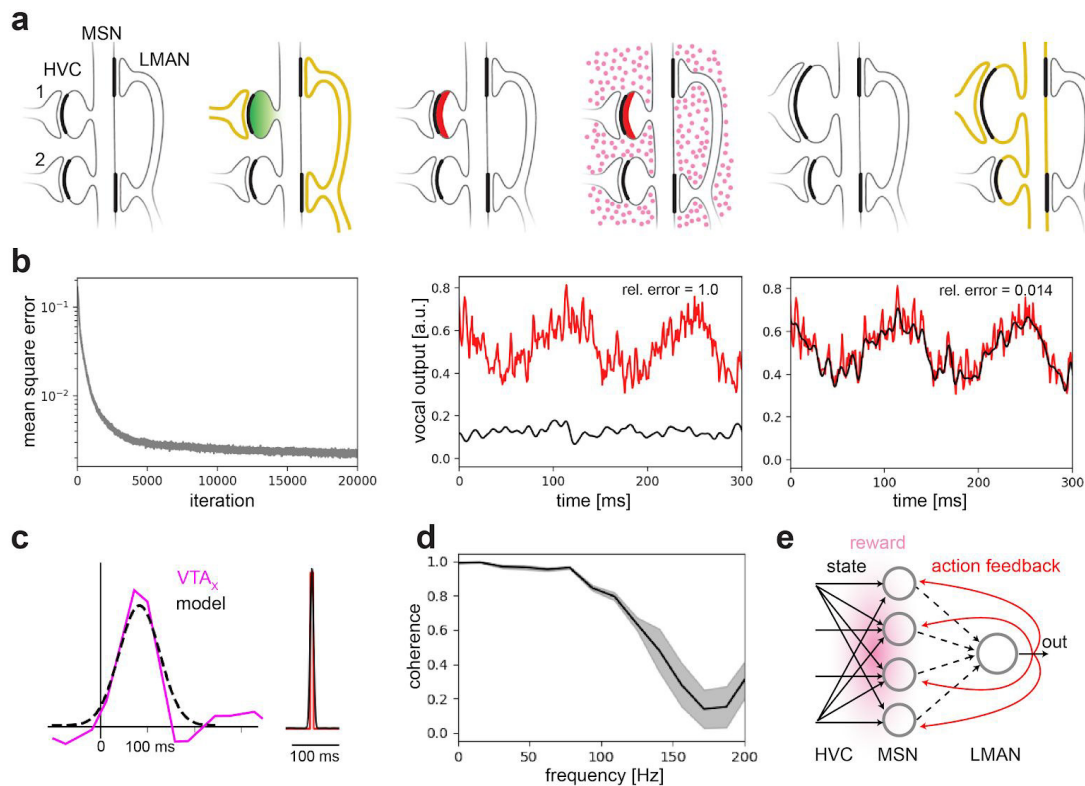 a
MSN
HVC
LMAN
1
2
b
mean square error
10⁻¹
10⁻²
0
5000
10000
15000
20000
iteration
vocal output [a.u.]
0.8
0.6
0.4
0.2
0.0
rel. error = 1.0
0
100
200
300
time [ms]
0.8
0.6
0.4
0.2
0.0
rel. error = 0.014
0
100
200
300
time [ms]
c
VTAₓ
model
0
100 ms
100 ms
d
coherence
1.0
0.8
0.6
0.4
0.2
0.0
0
50
100
150
200
frequency [Hz]
e
reward
state
action feedback
out
HVC
MSN
LMAN